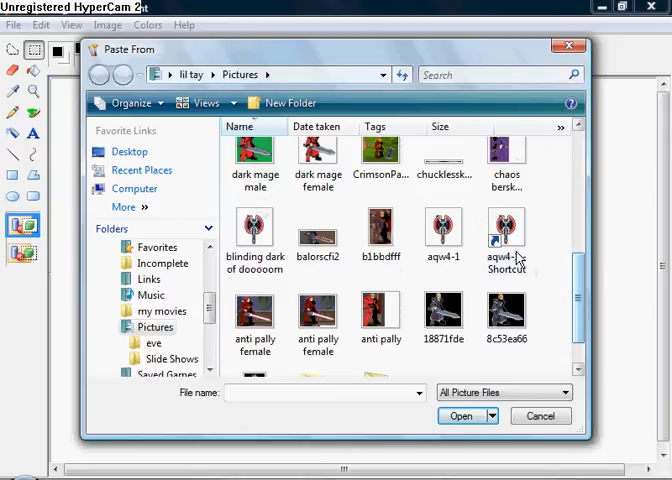 Unregistered HyperCam 2
nt
File Edit View Image Colors Help
Paste From
lil tay Pictures
Search
Organize Views New Folder
Favorite Links
Desktop
Recent Places
Computer
More »
Folders
Favorites
Incomplete
Links
Music
my movies
Pictures
eve
Slide Shows
Saved Games
Name Date taken Tags Size »
dark mage male
dark mage female
CrimsonPa...
chucklessk...
chaos bersk...
blinding dark of dooooorn
balorscfi2
b1bbdfff
aqw4-1
aqw4-
Shortcut
anti pally female
anti pally female
anti pally
18871fde
8c53ea66
File name:
All Picture Files
Open
Cancel